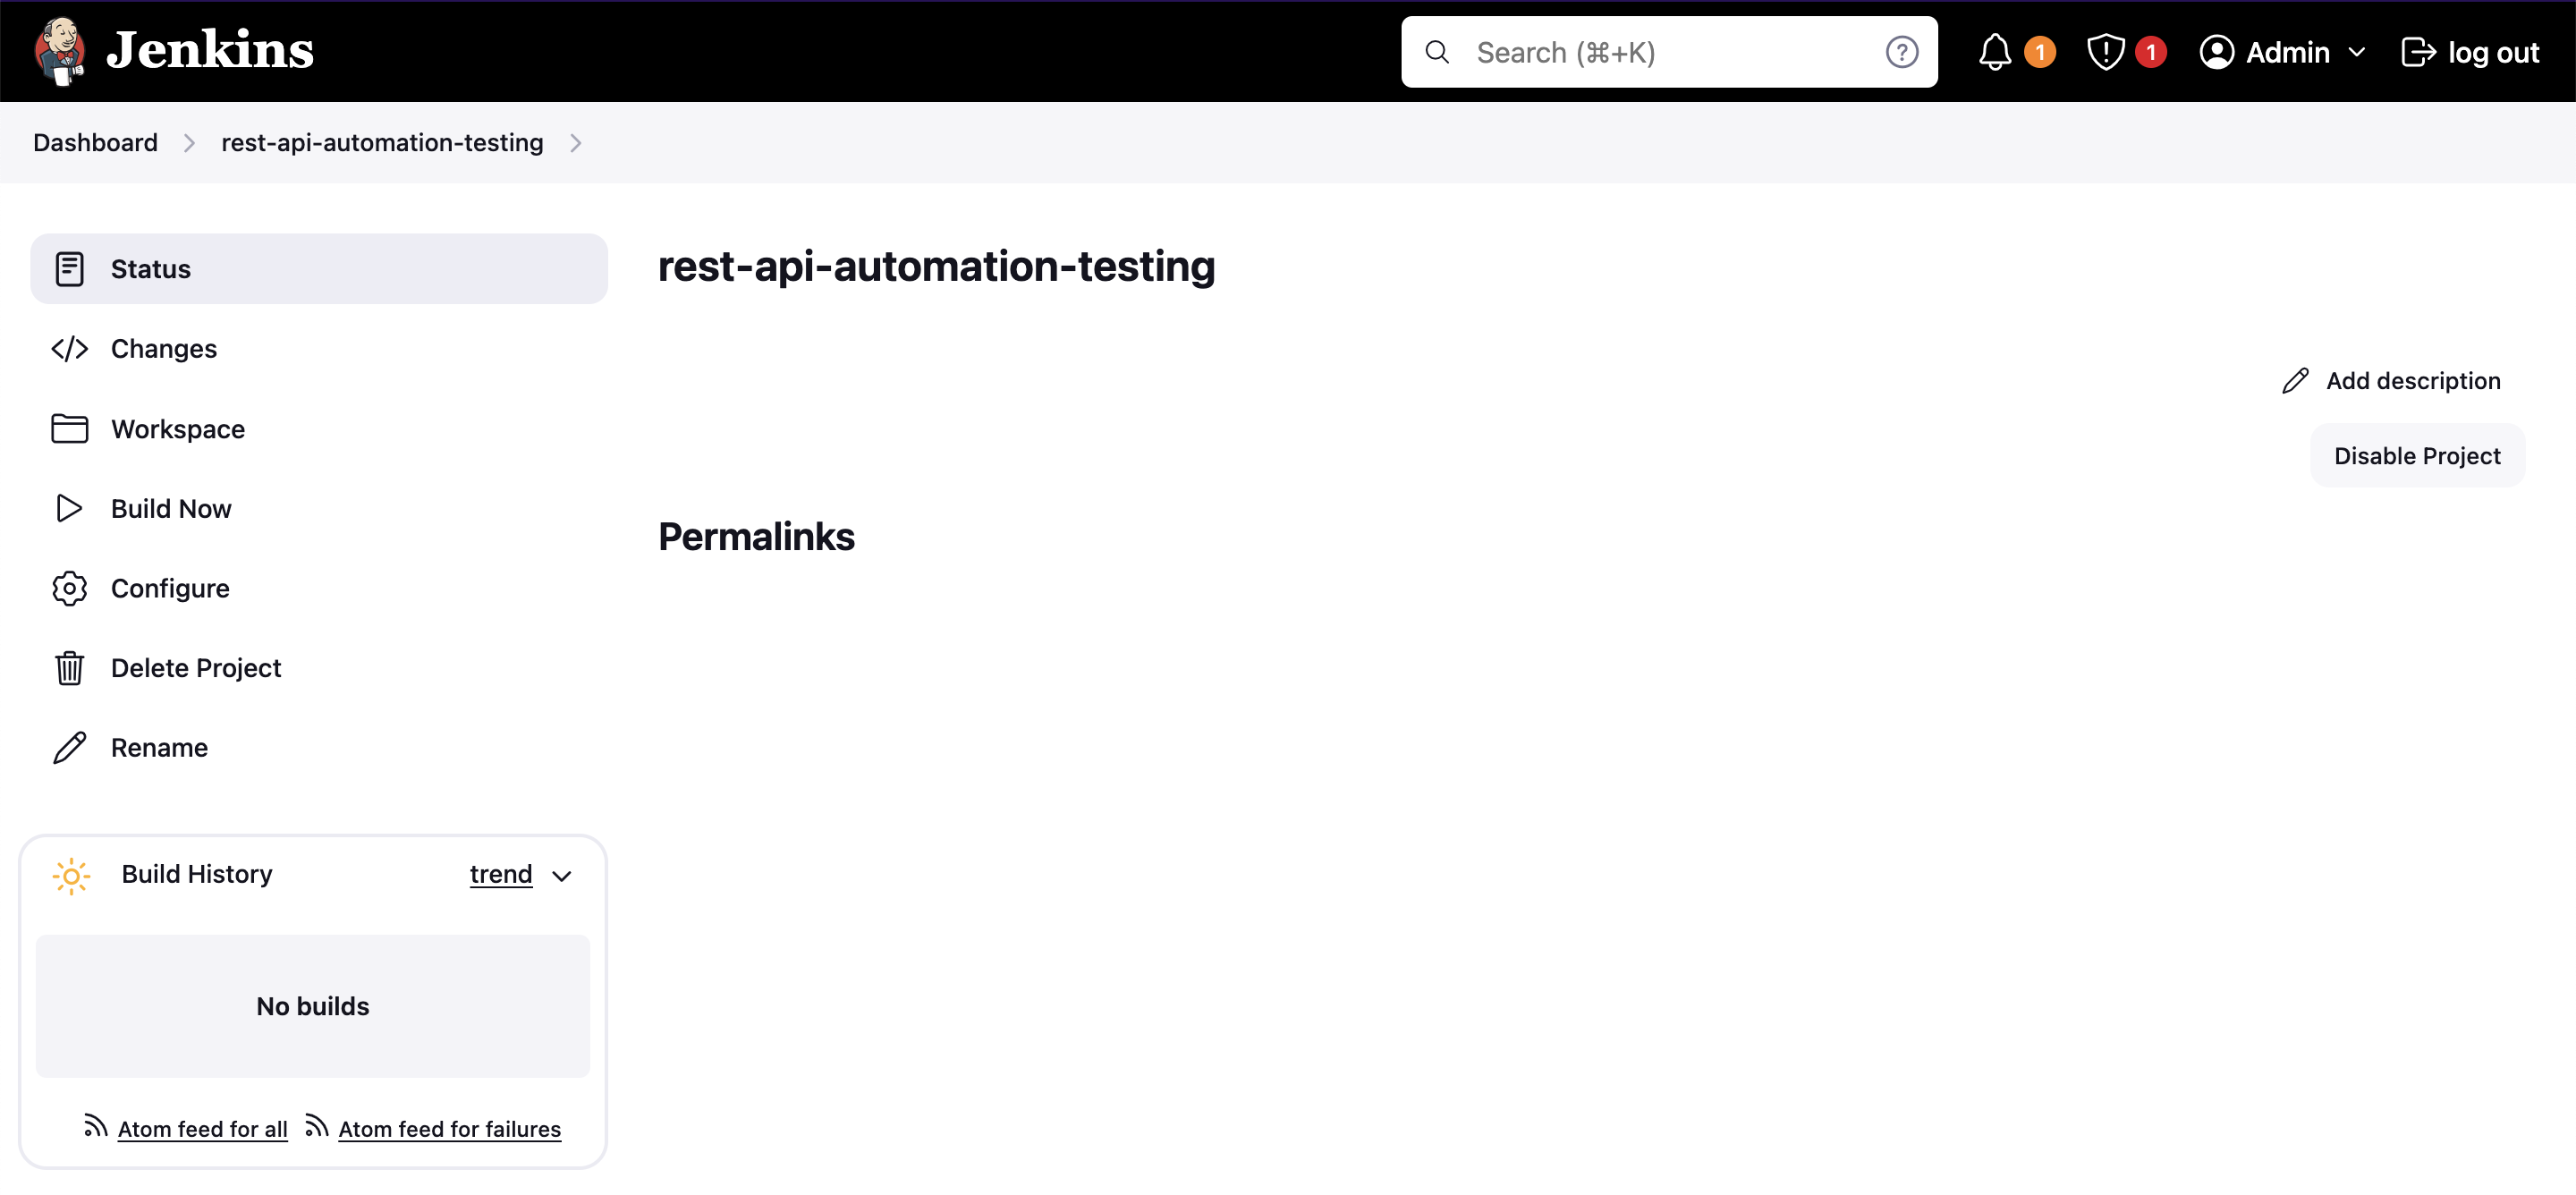 Jenkins
Search (⌘+K)
1
1
Admin
log out
Dashboard
rest-api-automation-testing
Status
Changes
Workspace
Build Now
Configure
Delete Project
Rename
rest-api-automation-testing
Add description
Disable Project
Permalinks
Build History
trend
No builds
Atom feed for all
Atom feed for failures